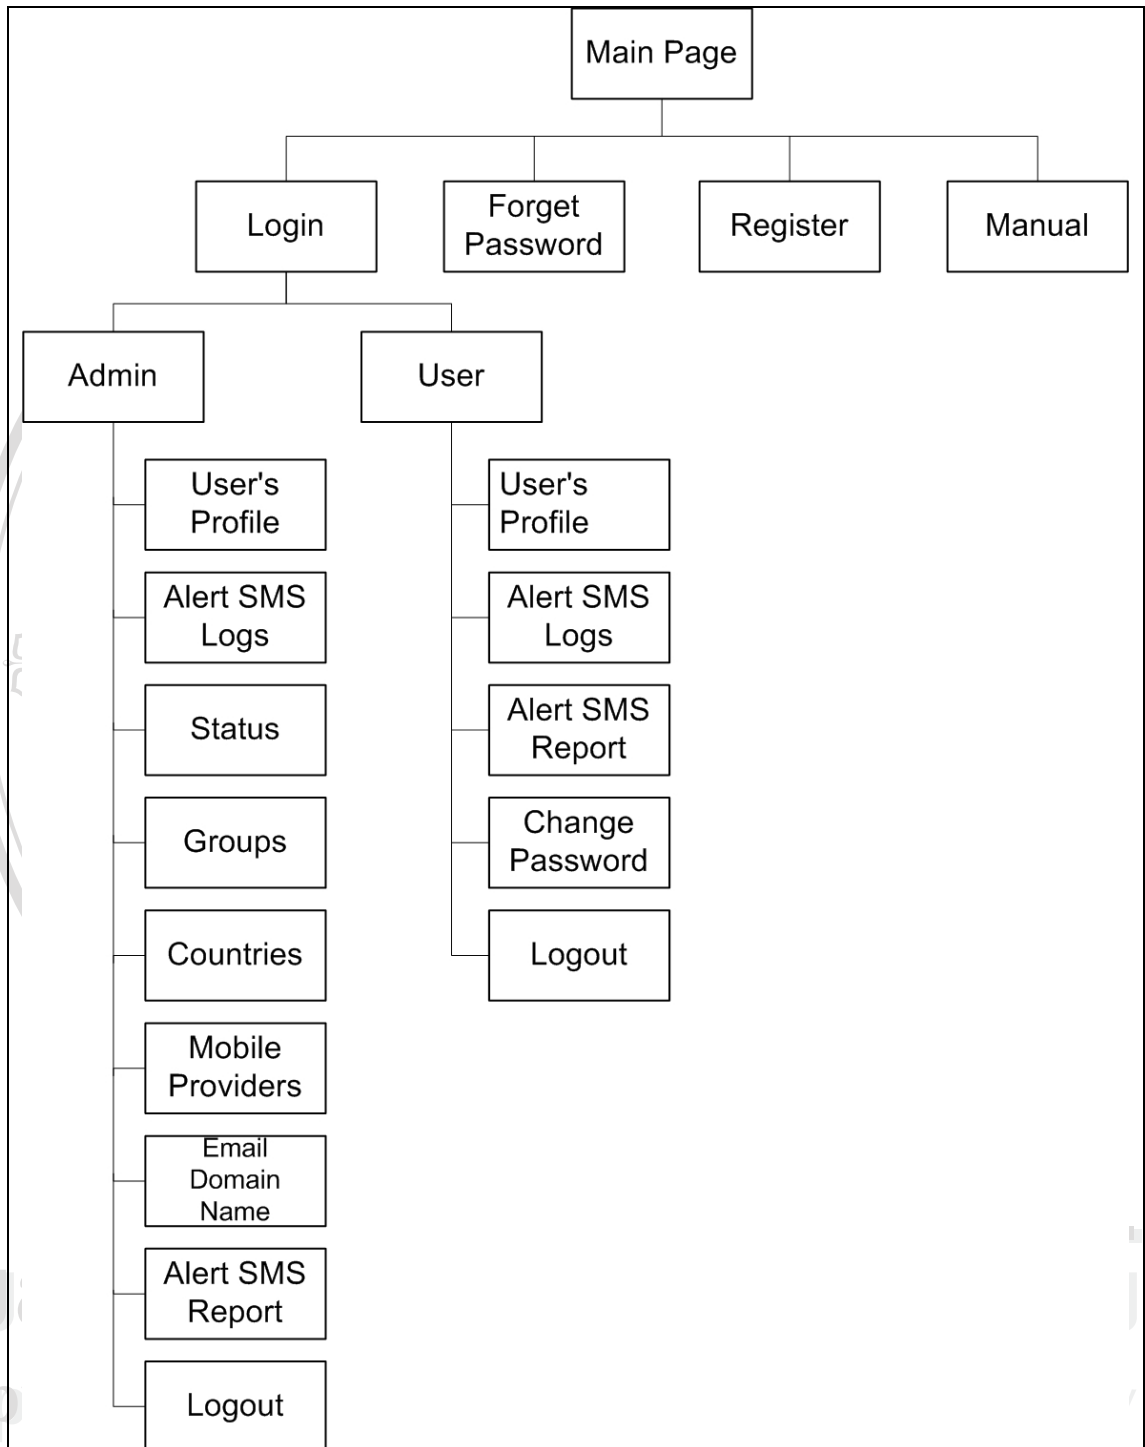 Main Page
Login
Forget
Password
Register
Manual
Admin
User
User's
Profile
Alert SMS
Logs
Status
Groups
Countries
Mobile
Providers
Email
Domain
Name
Alert SMS
Report
Logout
User's
Profile
Alert SMS
Logs
Alert SMS
Report
Change
Password
Logout